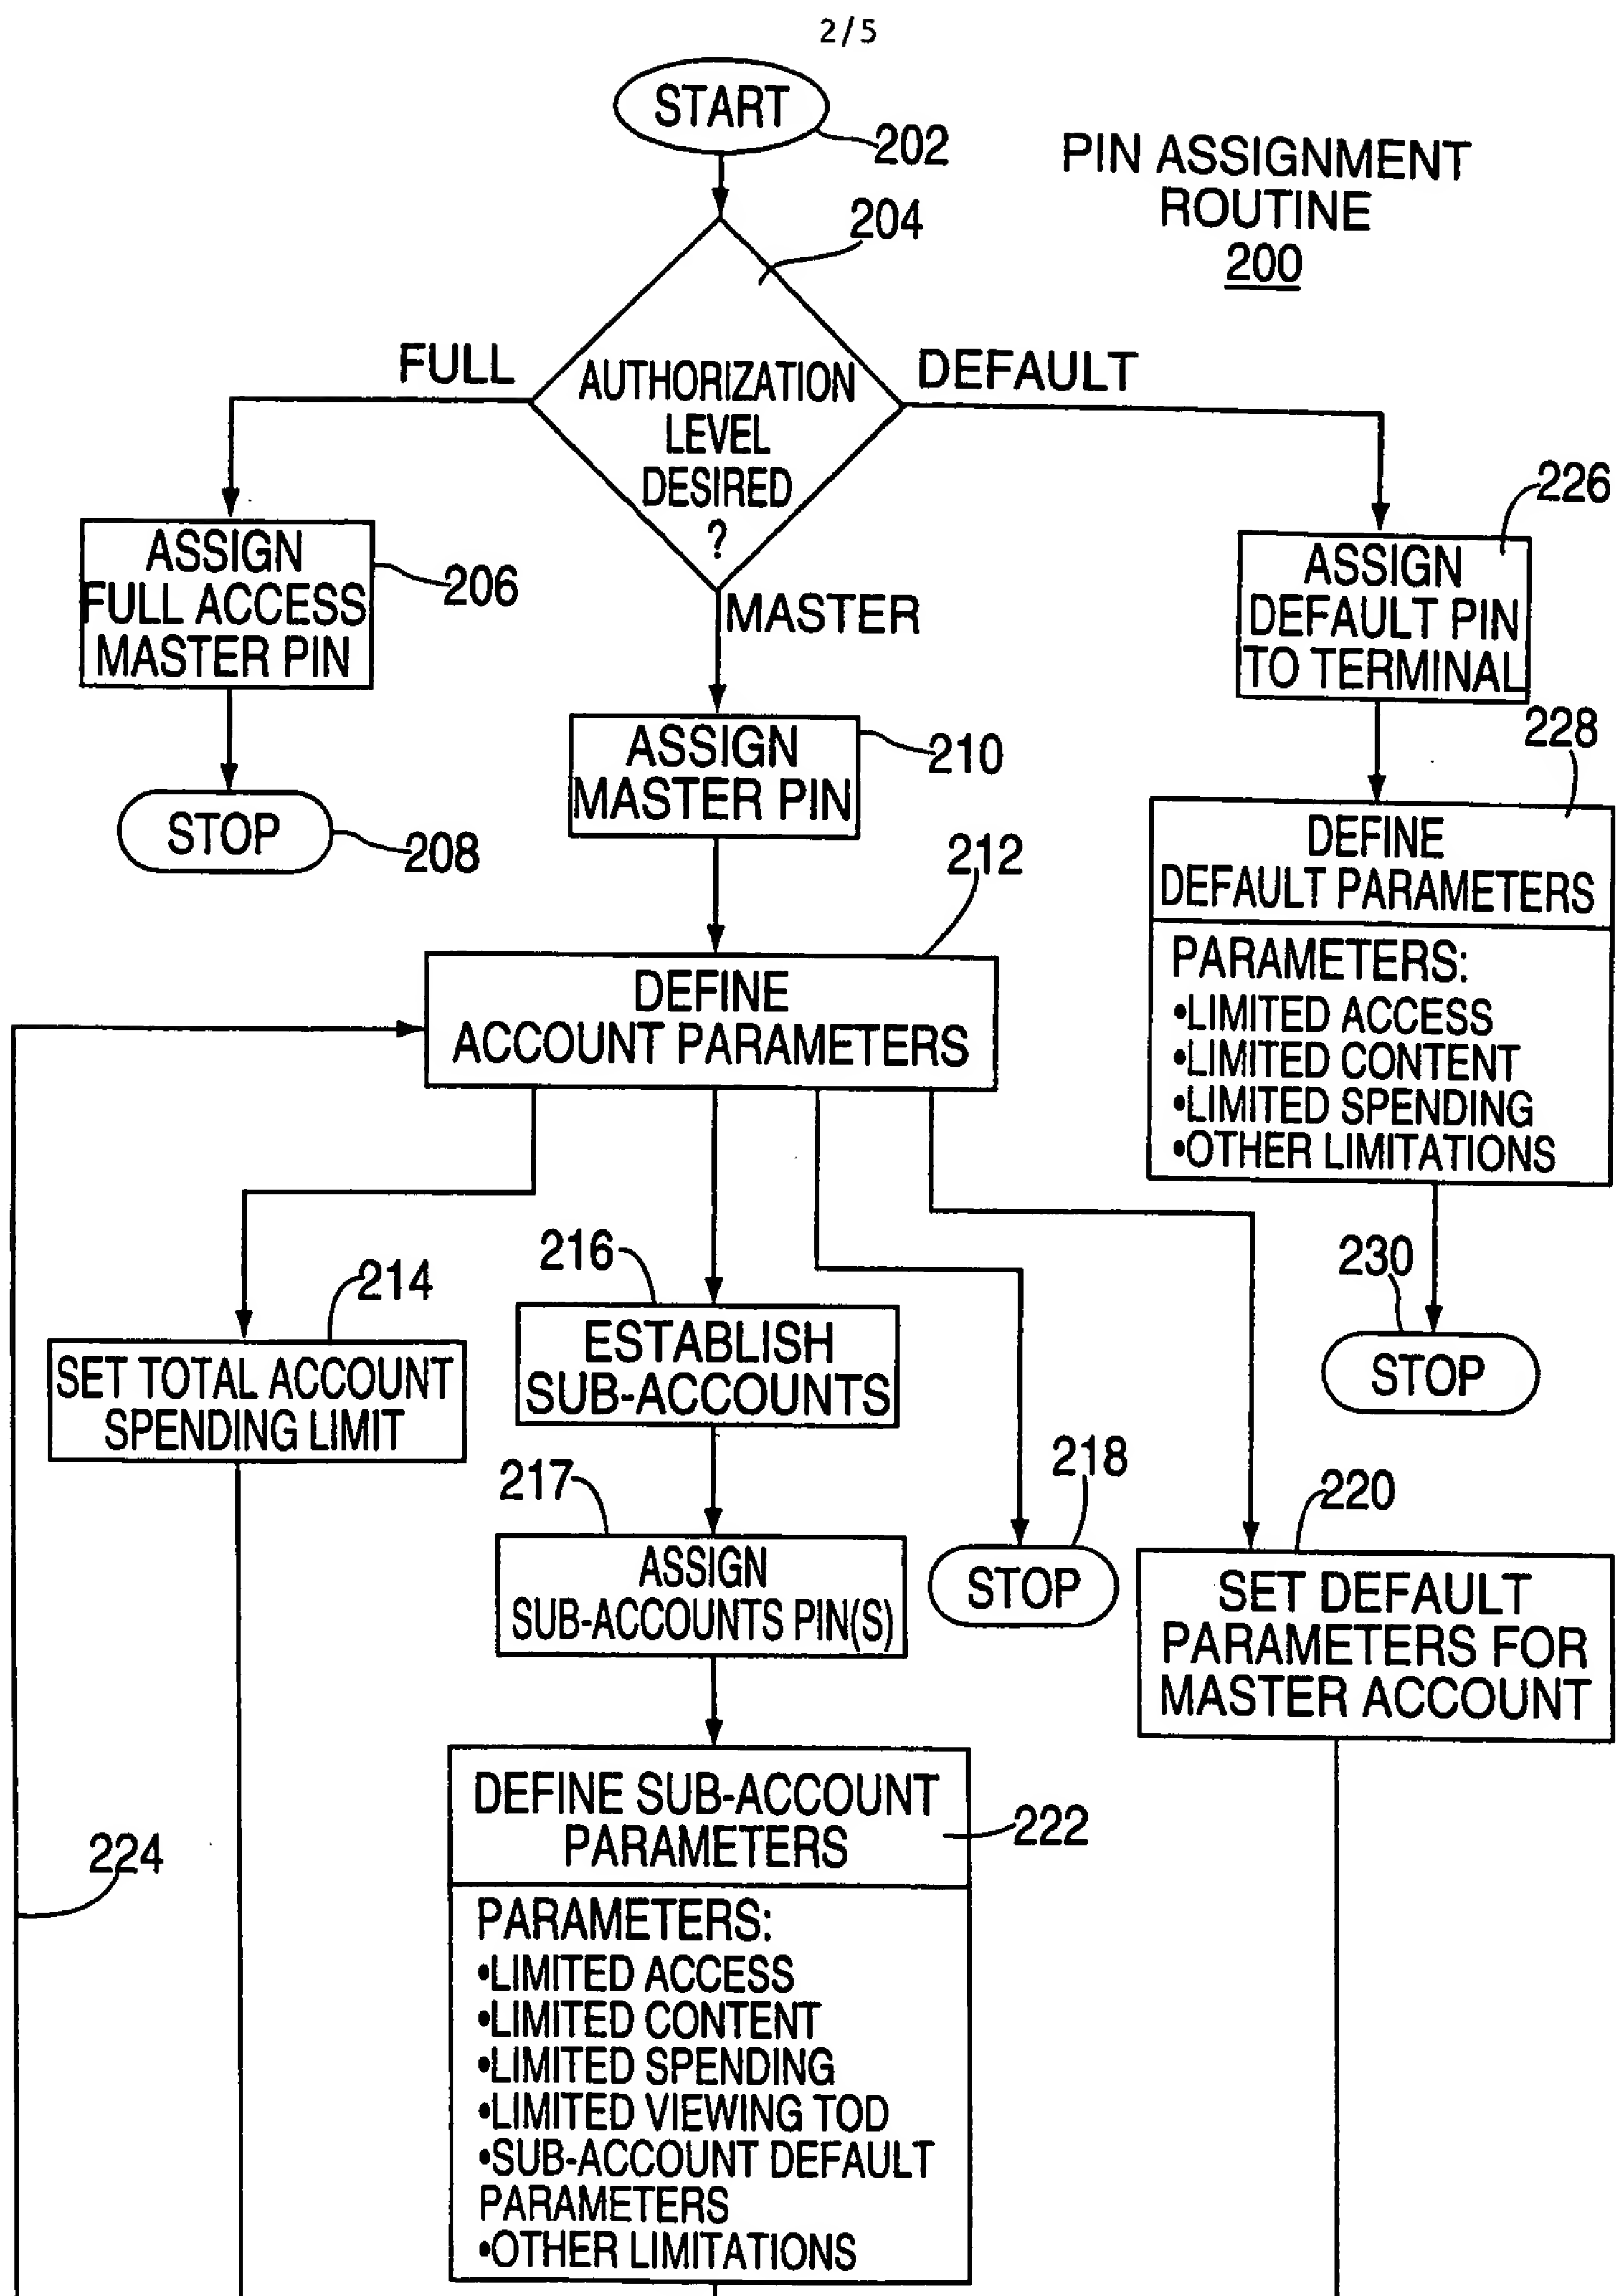 2/5
START
202
PIN ASSIGNMENT
ROUTINE
200
204
FULL
DEFAULT
AUTHORIZATION
LEVEL
DESIRED
?
MASTER
ASSIGN
FULL ACCESS
MASTER PIN
206
STOP
208
ASSIGN
MASTER PIN
210
226
ASSIGN
DEFAULT PIN
TO TERMINAL
228
DEFINE
DEFAULT PARAMETERS
PARAMETERS:
•LIMITED ACCESS
•LIMITED CONTENT
•LIMITED SPENDING
•OTHER LIMITATIONS
230
STOP
212
DEFINE
ACCOUNT PARAMETERS
214
SET TOTAL ACCOUNT
SPENDING LIMIT
216
ESTABLISH
SUB-ACCOUNTS
217
ASSIGN
SUB-ACCOUNTS PIN(S)
218
STOP
220
SET DEFAULT
PARAMETERS FOR
MASTER ACCOUNT
DEFINE SUB-ACCOUNT
PARAMETERS
222
PARAMETERS:
•LIMITED ACCESS
•LIMITED CONTENT
•LIMITED SPENDING
•LIMITED VIEWING TOD
•SUB-ACCOUNT DEFAULT
PARAMETERS
•OTHER LIMITATIONS
224